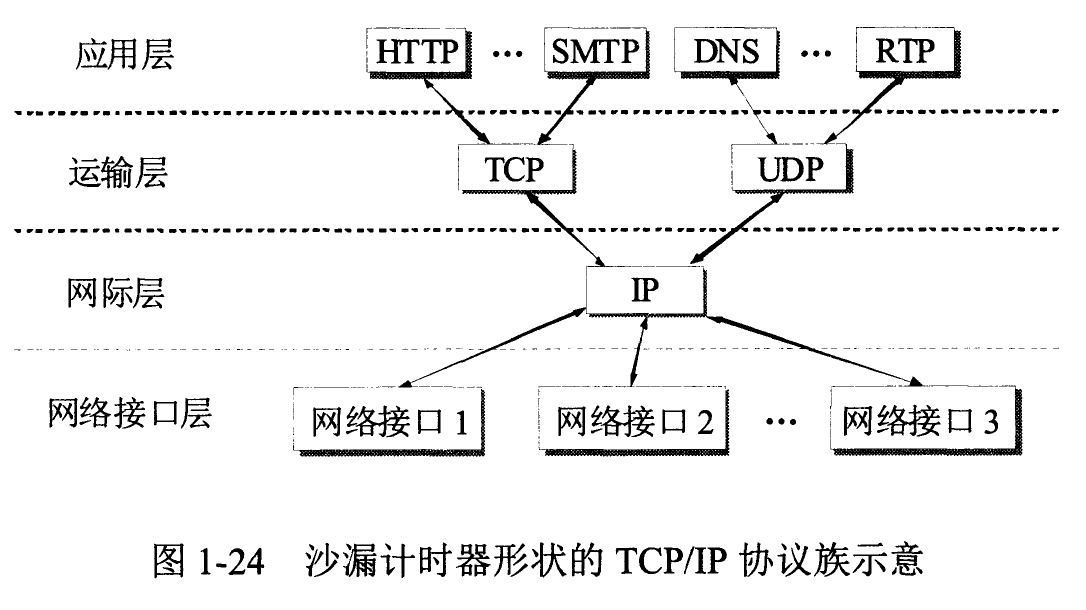 应用层 HTTP … SMTP DNS … RTP
运输层 TCP UDP
网际层 IP
网络接口层 网络接口 1 网络接口 2 … 网络接口 3
图 1-24 沙漏计时器形状的 TCP/IP 协议族示意